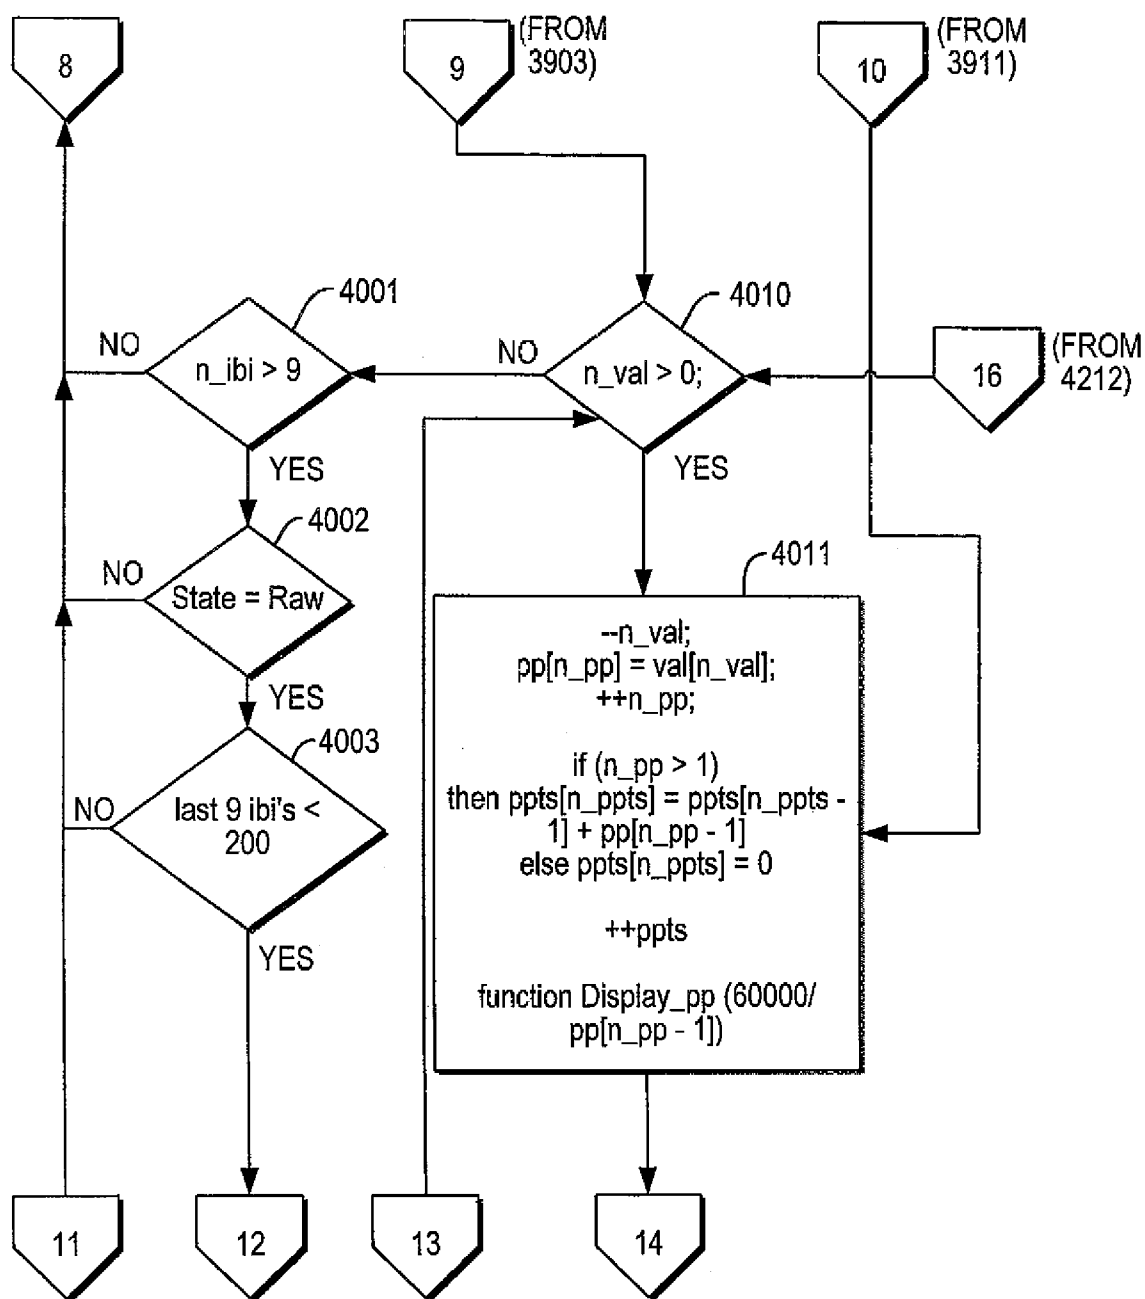 8
9
(FROM
3903)
10
(FROM
3911)
4001
4010
NO
n_ibi > 9
NO
n_val > 0;
16
(FROM
4212)
YES
YES
4002
NO
State = Raw
4011
YES
4003
NO
last 9 ibi's <
200
YES
--n_val;
pp[n_pp] = val[n_val];
++n_pp;
if (n_pp > 1)
then ppts[n_ppts] = ppts[n_ppts -
1] + pp[n_pp - 1]
else ppts[n_ppts] = 0
++ppts
function Display_pp (60000/
pp[n_pp - 1])
11
12
13
14